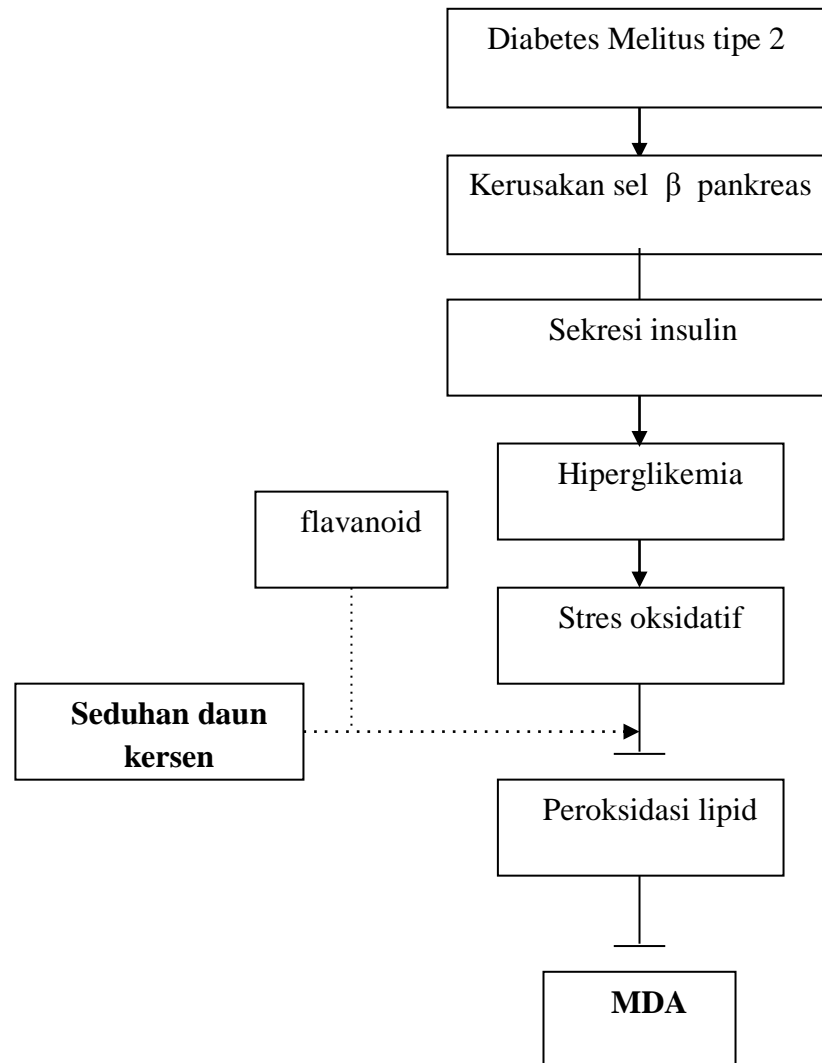 Diabetes Melitus tipe 2
Kerusakan sel β pankreas
Sekresi insulin
Hiperglikemia
flavanoid
Stres oksidatif
Seduhan daun
kersen
Peroksidasi lipid
MDA